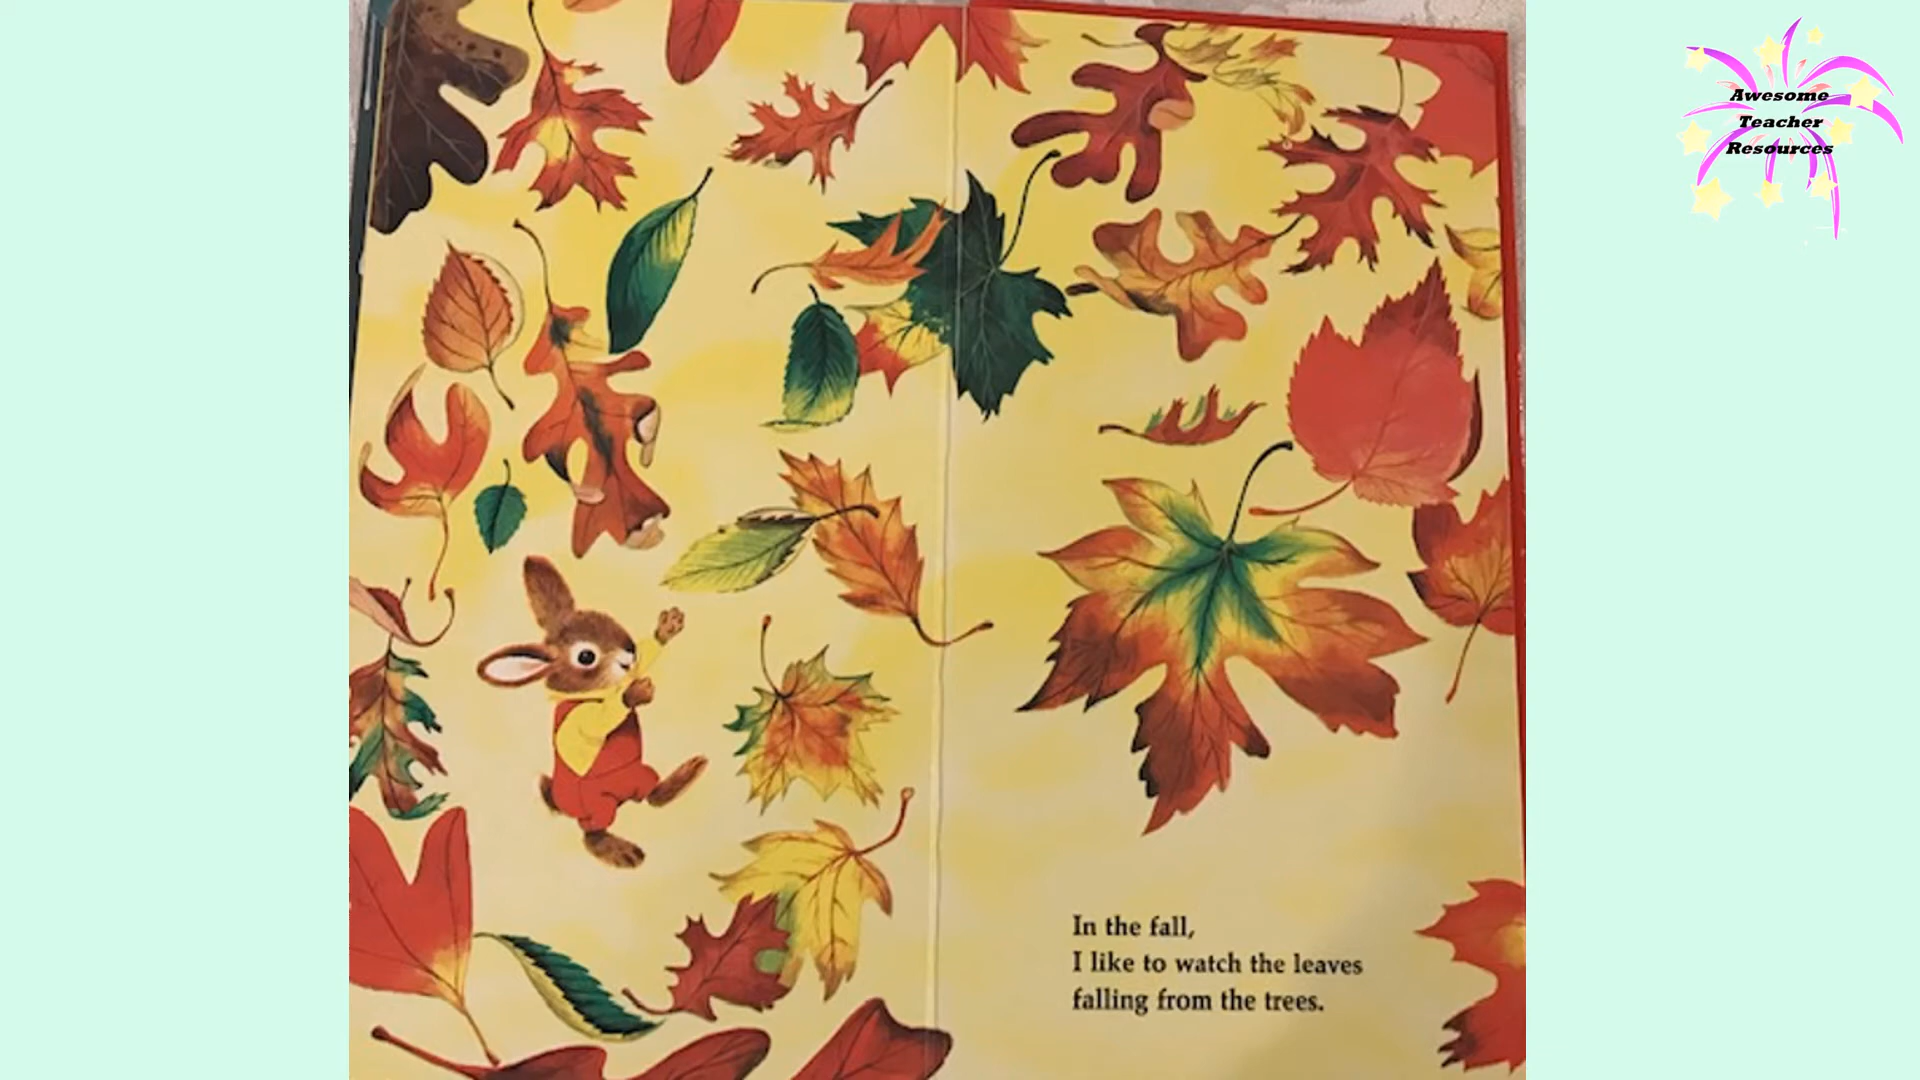 Awesome
Teacher
Resources
In the fall,
I like to watch the leaves
falling from the trees.